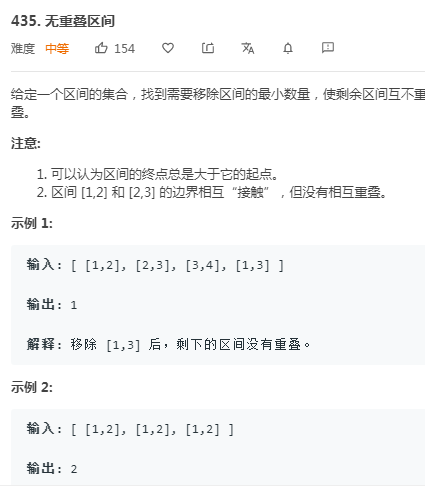 435. 无重叠区间
难度 中等 154
给定一个区间的集合，找到需要移除区间的最小数量，使剩余区间互不重
叠。
注意:
1. 可以认为区间的终点总是大于它的起点。
2. 区间 [1,2] 和 [2,3] 的边界相互“接触”，但没有相互重叠。
示例 1:
输入: [ [1,2], [2,3], [3,4], [1,3] ]
输出: 1
解释: 移除 [1,3] 后，剩下的区间没有重叠。
示例 2:
输入: [ [1,2], [1,2], [1,2] ]
输出: 2